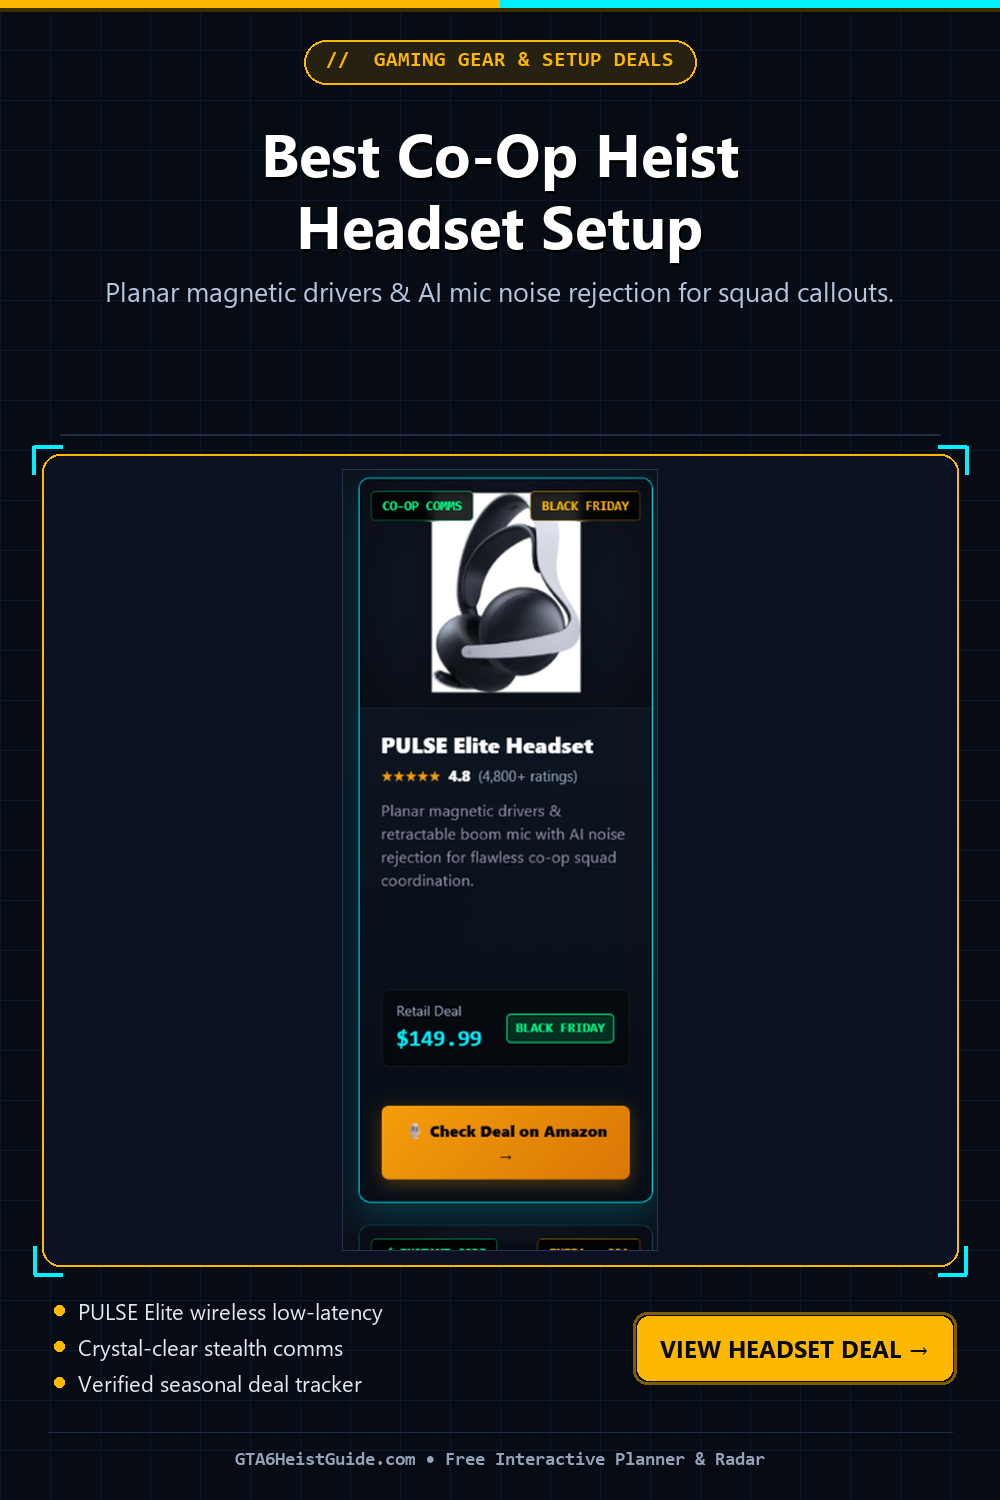 // GAMING GEAR & SETUP DEALS
Best Co-Op Heist
Headset Setup
Planar magnetic drivers & AI mic noise rejection for squad callouts.
CO-OP COMMS
BLACK FRIDAY
PULSE Elite Headset
★★★★★ 4.8 (4,800+ ratings)
Planar magnetic drivers &
retractable boom mic with AI noise
rejection for flawless co-op squad
coordination.
Retail Deal
$149.99
BLACK FRIDAY
Check Deal on Amazon
→
PULSE Elite wireless low-latency
Crystal-clear stealth comms
Verified seasonal deal tracker
VIEW HEADSET DEAL →
GTA6HeistGuide.com • Free Interactive Planner & Radar